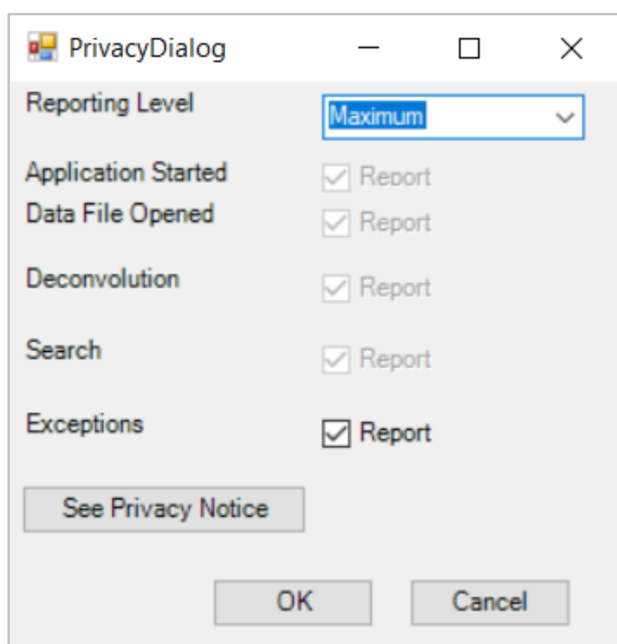 PrivacyDialog
Reporting Level Maximum
Application Started Report
Data File Opened Report
Deconvolution Report
Search Report
Exceptions Report
See Privacy Notice
OK Cancel